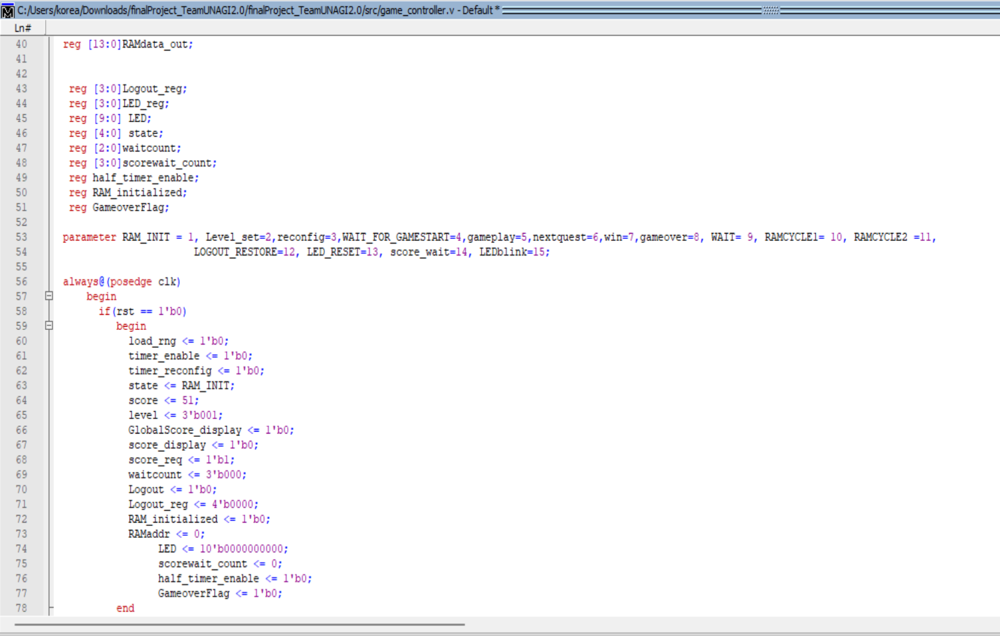 C:/Users/korea/Downloads/finalProject_TeamUNAGI2.0/finalProject_TeamUNAGI2.0/src/game_controller.v - Default *
Ln#
40 reg [13:0]RAMdata_out;
41
42
43 reg [3:0]Logout_reg;
44 reg [3:0]LED_reg;
45 reg [9:0] LED;
46 reg [4:0] state;
47 reg [2:0]waitcount;
48 reg [3:0]scorewait_count;
49 reg half_timer_enable;
50 reg RAM_initialized;
51 reg GameoverFlag;
52
53 parameter RAM_INIT = 1, Level_set=2,reconfig=3,WAIT_FOR_GAMESTART=4,gameplay=5,nextquest=6,win=7,gameover=8, WAIT= 9, RAMCYCLE1= 10, RAMCYCLE2 =11,
54 LOGOUT_RESTORE=12, LED_RESET=13, score_wait=14, LEDblink=15;
55
56 always@(posedge clk)
57 begin
58 if(rst == 1'b0)
59 begin
60 load_rng <= 1'b0;
61 timer_enable <= 1'b0;
62 timer_reconfig <= 1'b0;
63 state <= RAM_INIT;
64 score <= 51;
65 level <= 3'b001;
66 GlobalScore_display <= 1'b0;
67 score_display <= 1'b0;
68 score_req <= 1'b1;
69 waitcount <= 3'b000;
70 Logout <= 1'b0;
71 Logout_reg <= 4'b0000;
72 RAM_initialized <= 1'b0;
73 RAMaddr <= 0;
74 LED <= 10'b0000000000;
75 scorewait_count <= 0;
76 half_timer_enable <= 1'b0;
77 GameoverFlag <= 1'b0;
78 end